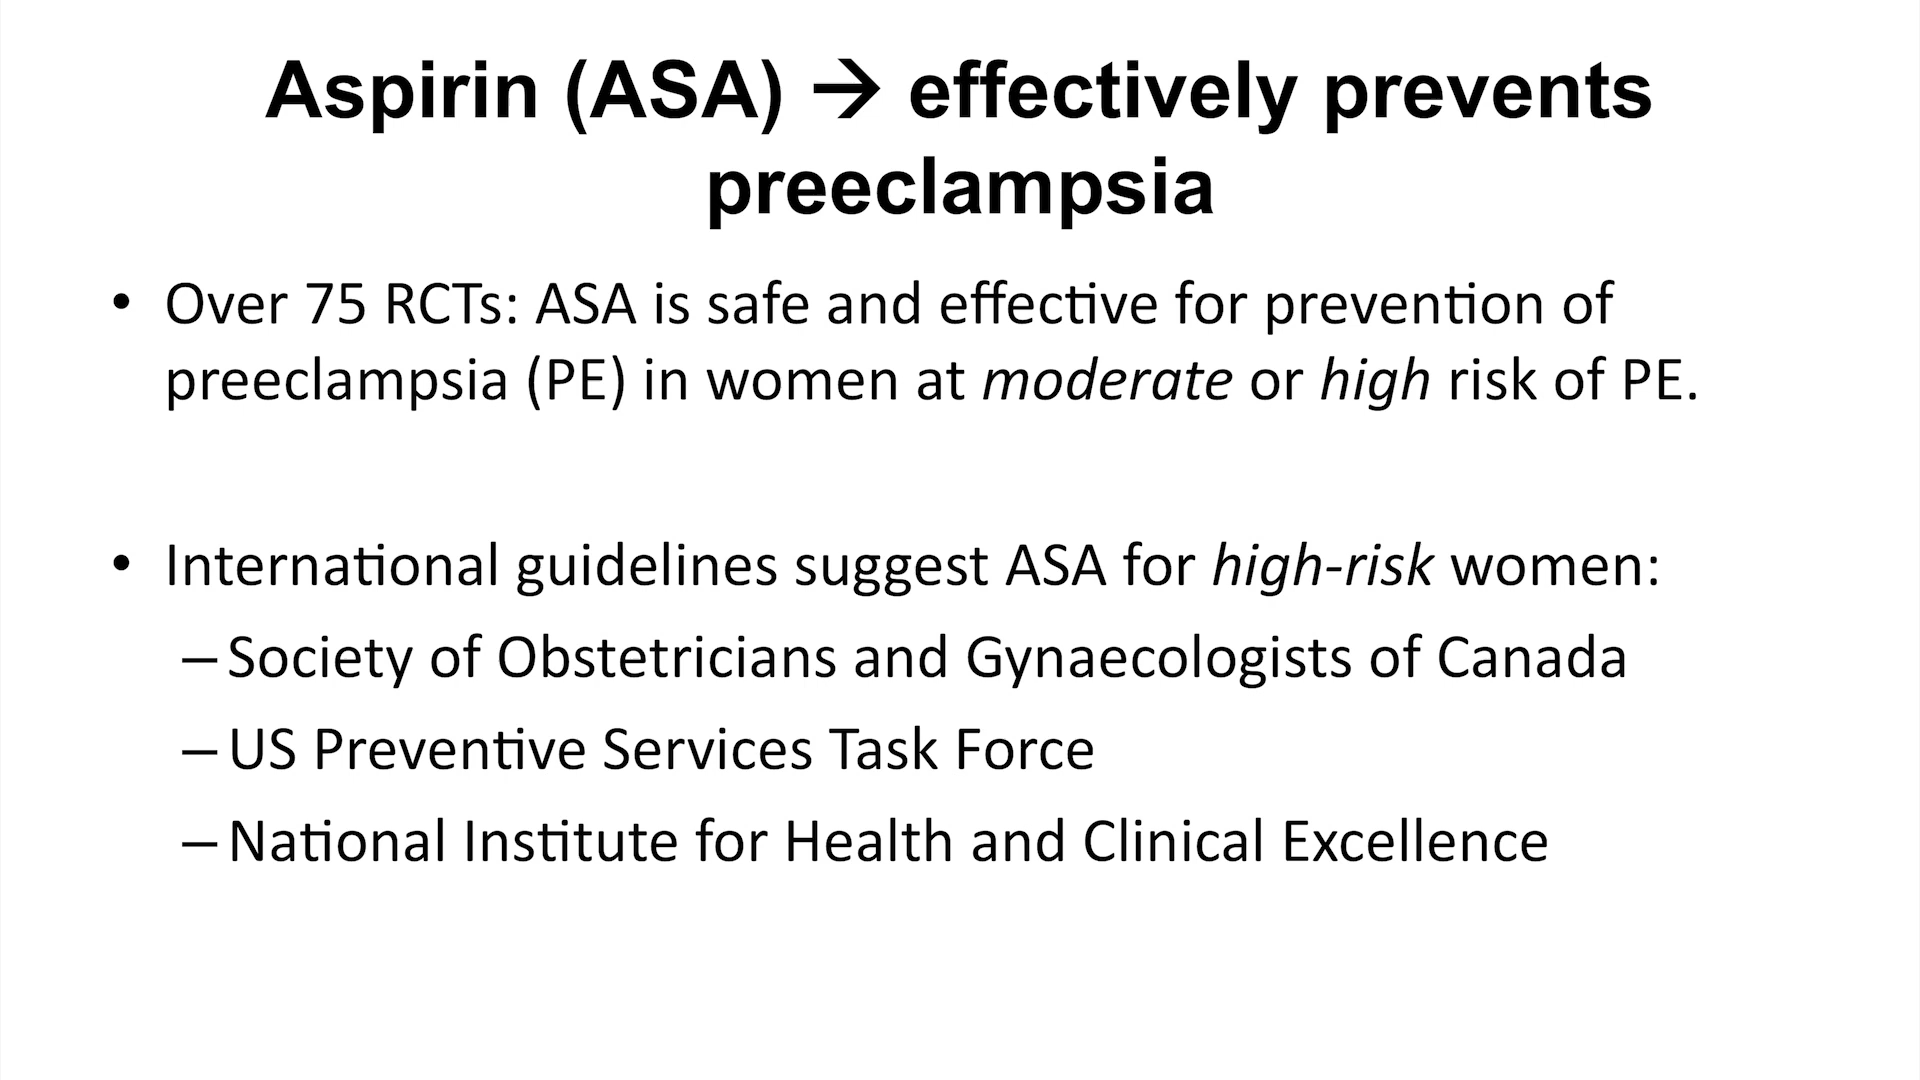 Aspirin (ASA) → effectively prevents
preeclampsia
• Over 75 RCTs: ASA is safe and effective for prevention of
preeclampsia (PE) in women at moderate or high risk of PE.
• International guidelines suggest ASA for high-risk women:
– Society of Obstetricians and Gynaecologists of Canada
– US Preventive Services Task Force
– National Institute for Health and Clinical Excellence